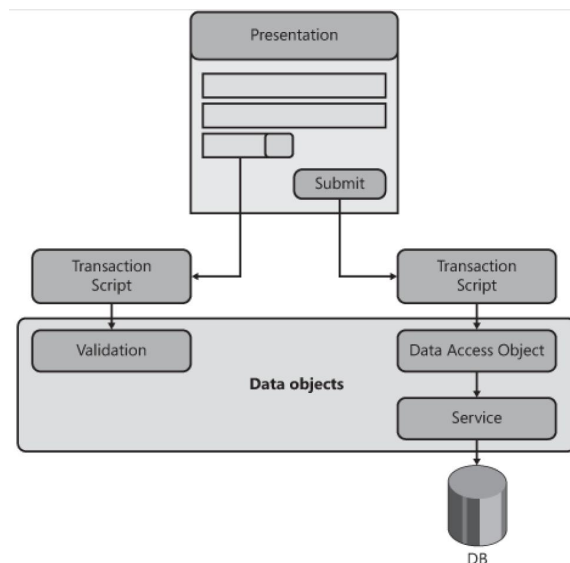 Presentation
Submit
Transaction
Script
Transaction
Script
Validation
Data Access Object
Data objects
Service
DB